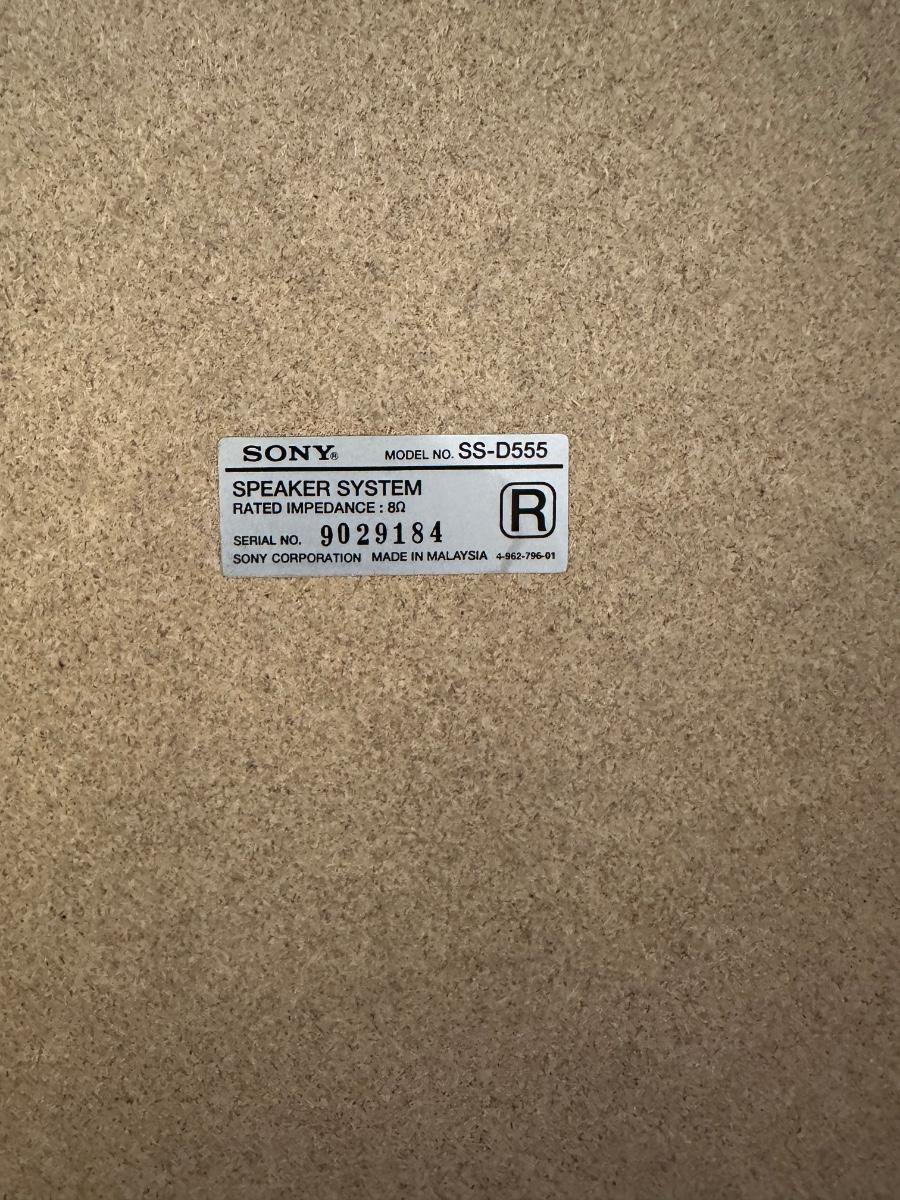 SONY® MODEL NO. SS-D555
SPEAKER SYSTEM
RATED IMPEDANCE : 8Ω
R
SERIAL NO. 9029184
SONY CORPORATION MADE IN MALAYSIA 4-962-796-01